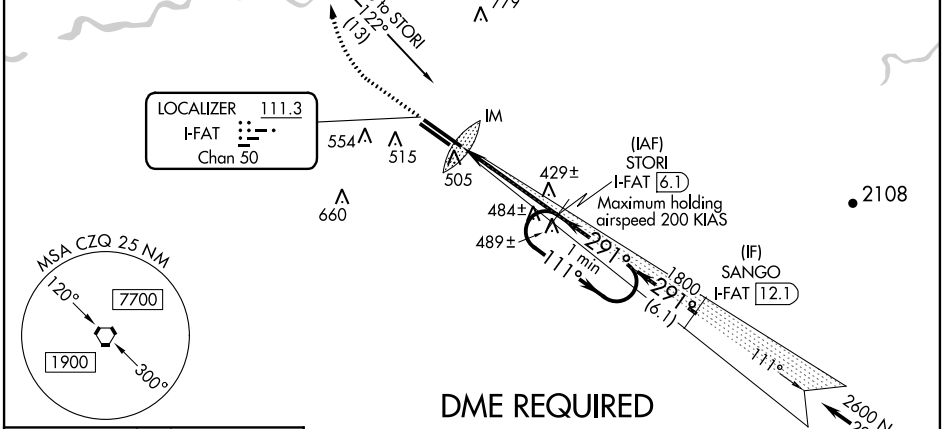 to STORI
122°
(13)
779
LOCALIZER 111.3
I-FAT
Chan 50
IM
554
515
505
660
429±
484±
489±
(IAF)
STORI
I-FAT 6.1
Maximum holding
airspeed 200 KIAS
2108
291°
1 min
111°
1800
291°
(6.1)
(IF)
SANGO
I-FAT 12.1
111°
MSA CZQ 25 NM
120°
7700
1900
300°
DME REQUIRED
2600